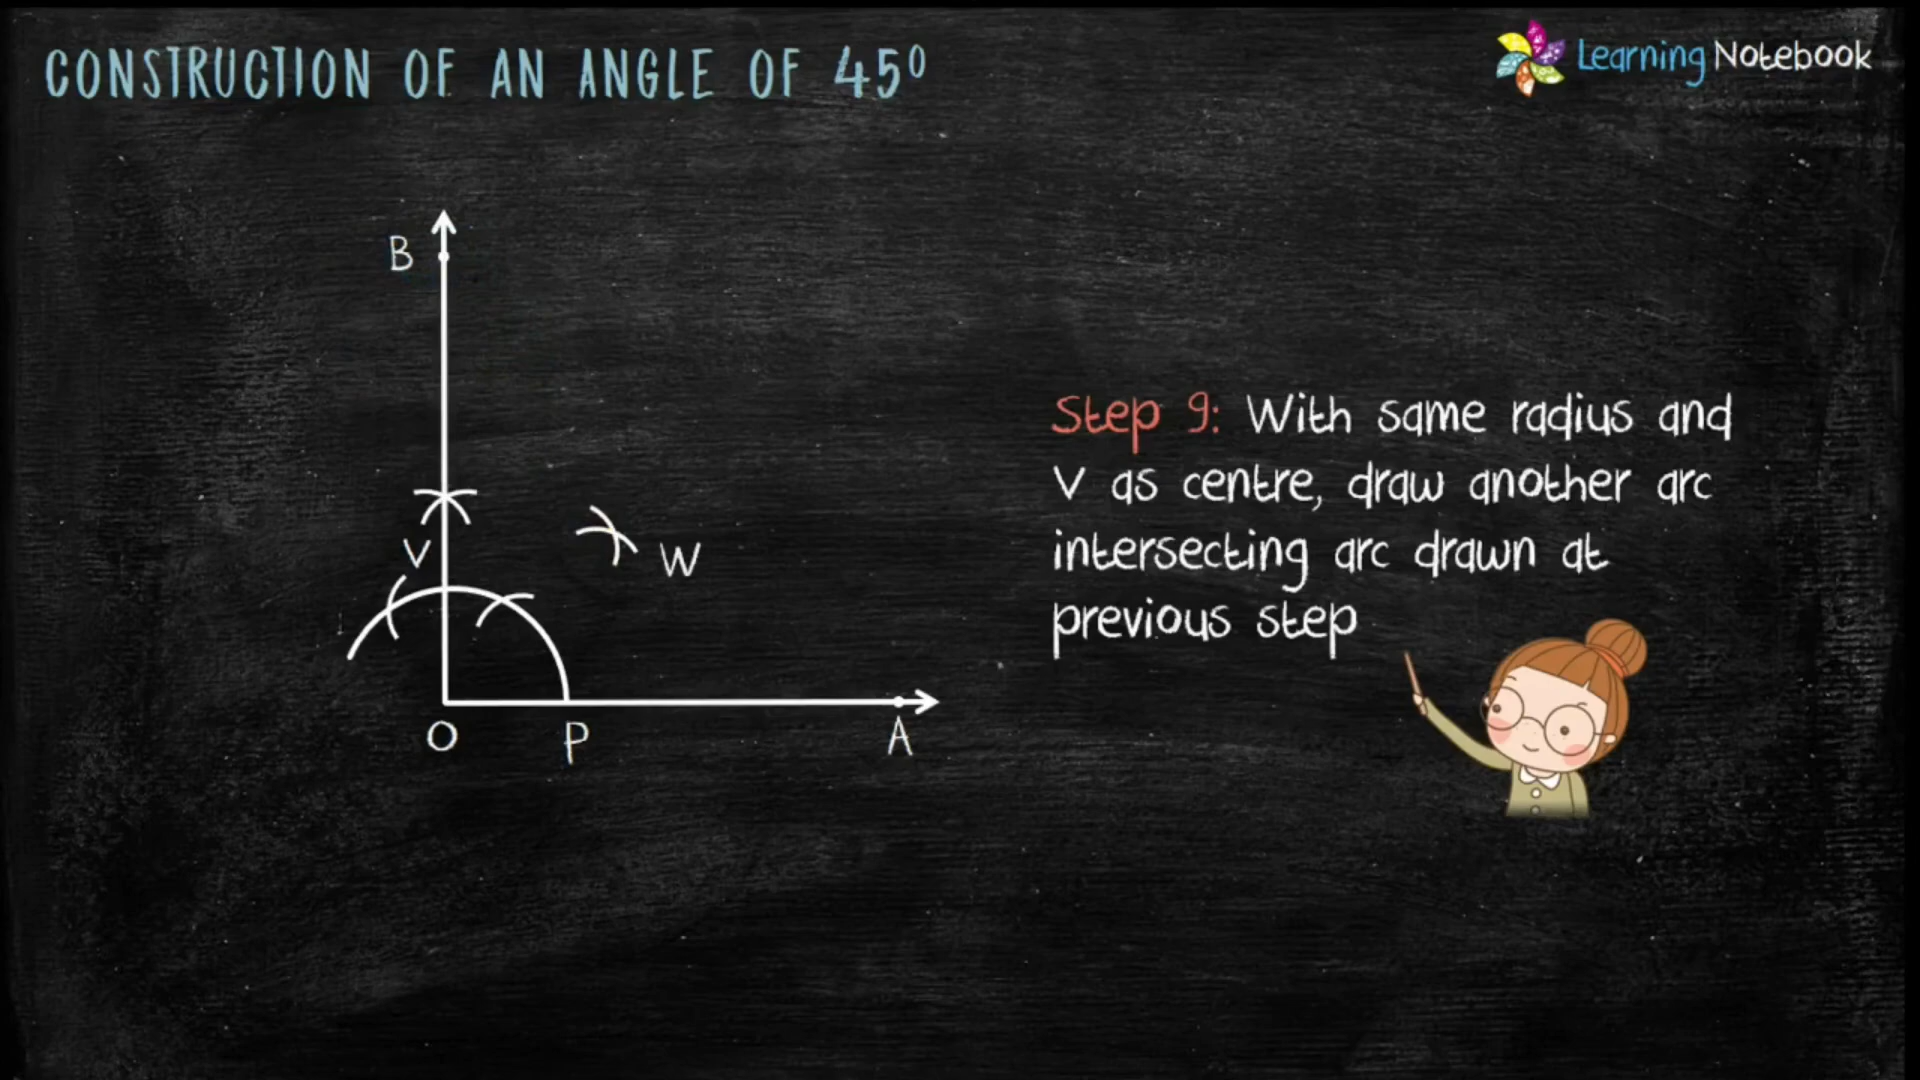 CONSTRUCTION OF AN ANGLE OF 45⁰
Learning Notebook
B
V
W
O
P
A
Step 9: With same radius and
V as centre, draw another arc
intersecting arc drawn at
previous step